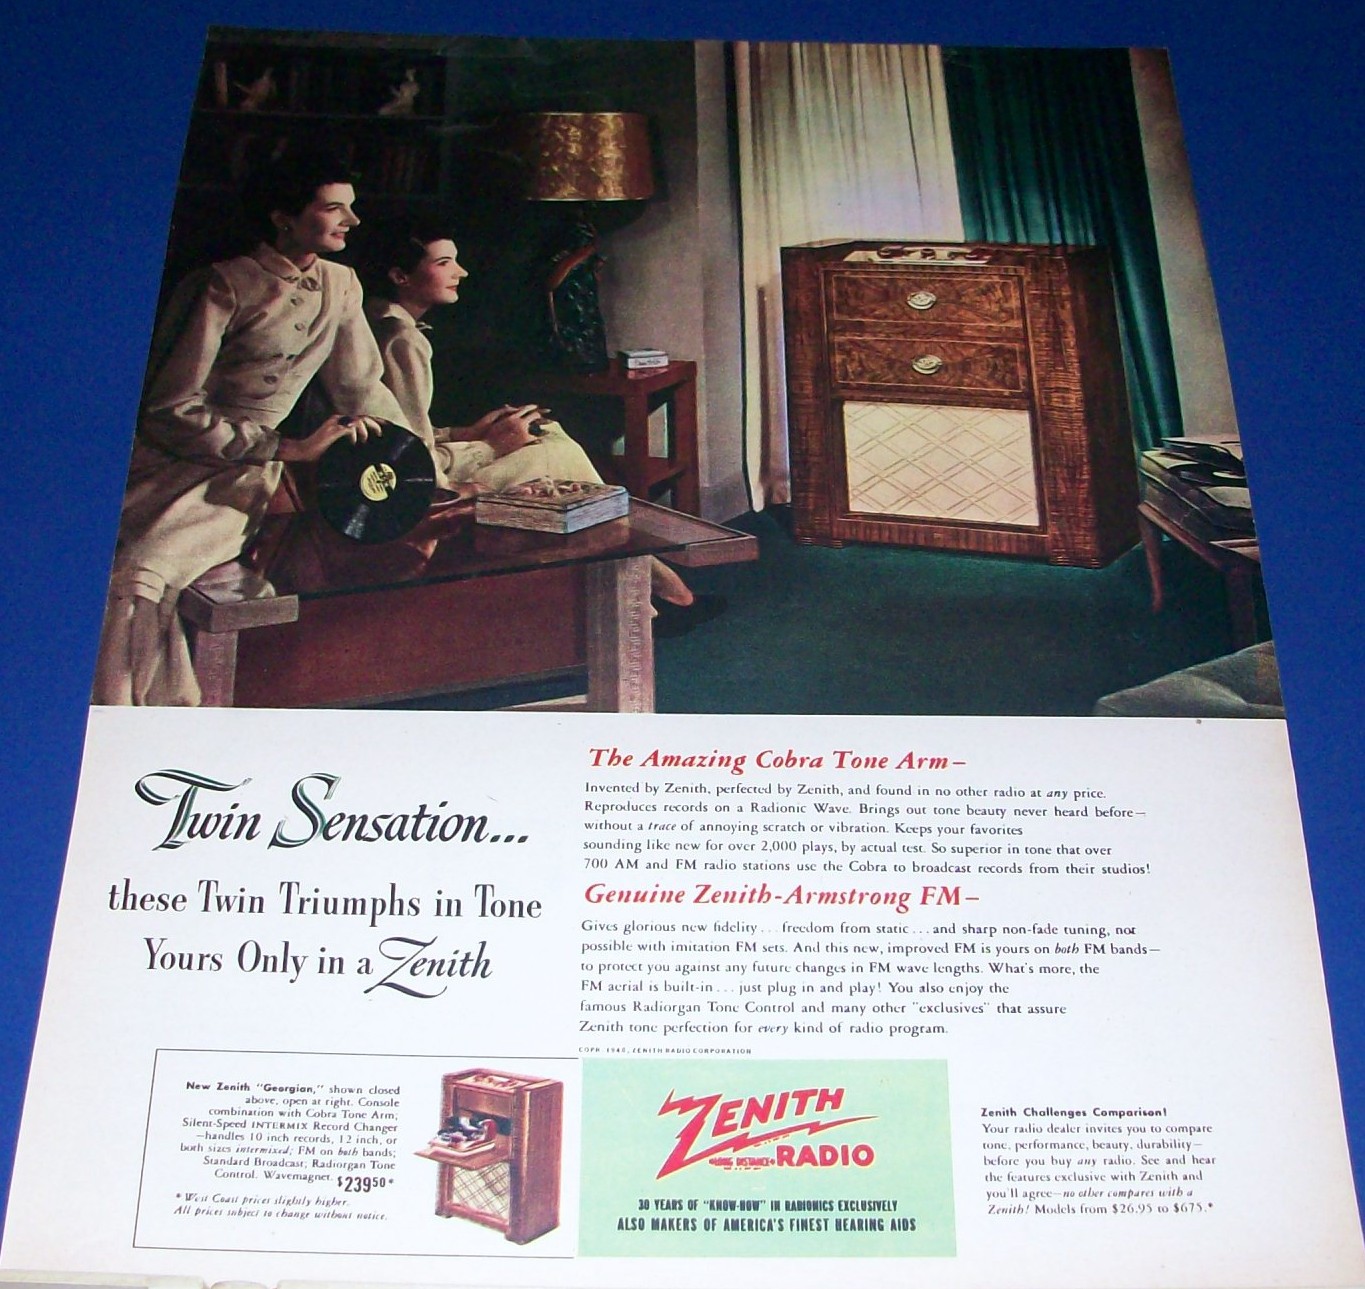 Twin Sensation...
these Twin Triumphs in Tone
Yours Only in a Zenith
The Amazing Cobra Tone Arm—
Invented by Zenith, perfected by Zenith, and found in no other radio at any price.
Reproduces records on a Radionic Wave. Brings out tone beauty never heard before—
without a trace of annoying scratch or vibration. Keeps your favorites
sounding like new for over 2,000 plays, by actual test. So superior in tone that over
700 AM and FM radio stations use the Cobra to broadcast records from their studios!
Genuine Zenith-Armstrong FM—
Gives glorious new fidelity...freedom from static...and sharp non-fade tuning, not
possible with imitation FM sets. And this new, improved FM is yours on both FM bands—
to protect you against any future changes in FM wave lengths. What's more, the
FM aerial is built-in...just plug in and play! You also enjoy the
famous Radiorgan Tone Control and many other "exclusives" that assure
Zenith tone perfection for every kind of radio program.
COPR. ZENITH RADIO CORPORATION
New Zenith "Georgian," shown closed
above, open at right. Console
combination with Cobra Tone Arm;
Silent-Speed INTERMIX Record Changer
—handles 10 inch records, 12 inch, or
both sizes intermixed; FM on both bands;
Standard Broadcast; Radiorgan Tone
Control. Wavemagnet. $239.50*
* West Coast prices slightly higher.
All prices subject to change without notice.
ZENITH
LONG DISTANCE RADIO
30 YEARS OF "KNOW-HOW" IN RADIONICS EXCLUSIVELY
ALSO MAKERS OF AMERICA'S FINEST HEARING AIDS
Zenith Challenges Comparison!
Your radio dealer invites you to compare
tone, performance, beauty, durability—
before you buy any radio. See and hear
the features exclusive with Zenith and
you'll agree—no other compares with a
Zenith! Models from $26.95 to $675.*